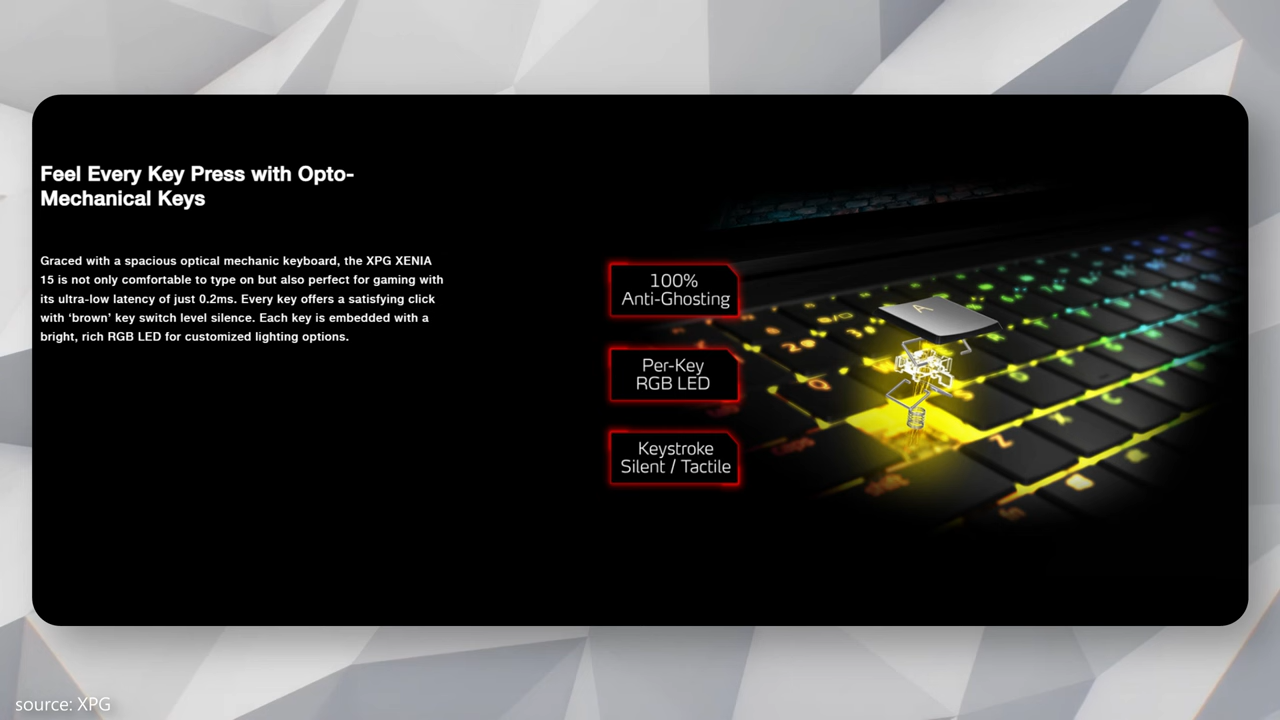 Feel Every Key Press with Opto-
Mechanical Keys
Graced with a spacious optical mechanic keyboard, the XPG XENIA
15 is not only comfortable to type on but also perfect for gaming with
its ultra-low latency of just 0.2ms. Every key offers a satisfying click
with ‘brown’ key switch level silence. Each key is embedded with a
bright, rich RGB LED for customized lighting options.
100%
Anti-Ghosting
Per-Key
RGB LED
Keystroke
Silent / Tactile
A
source: XPG